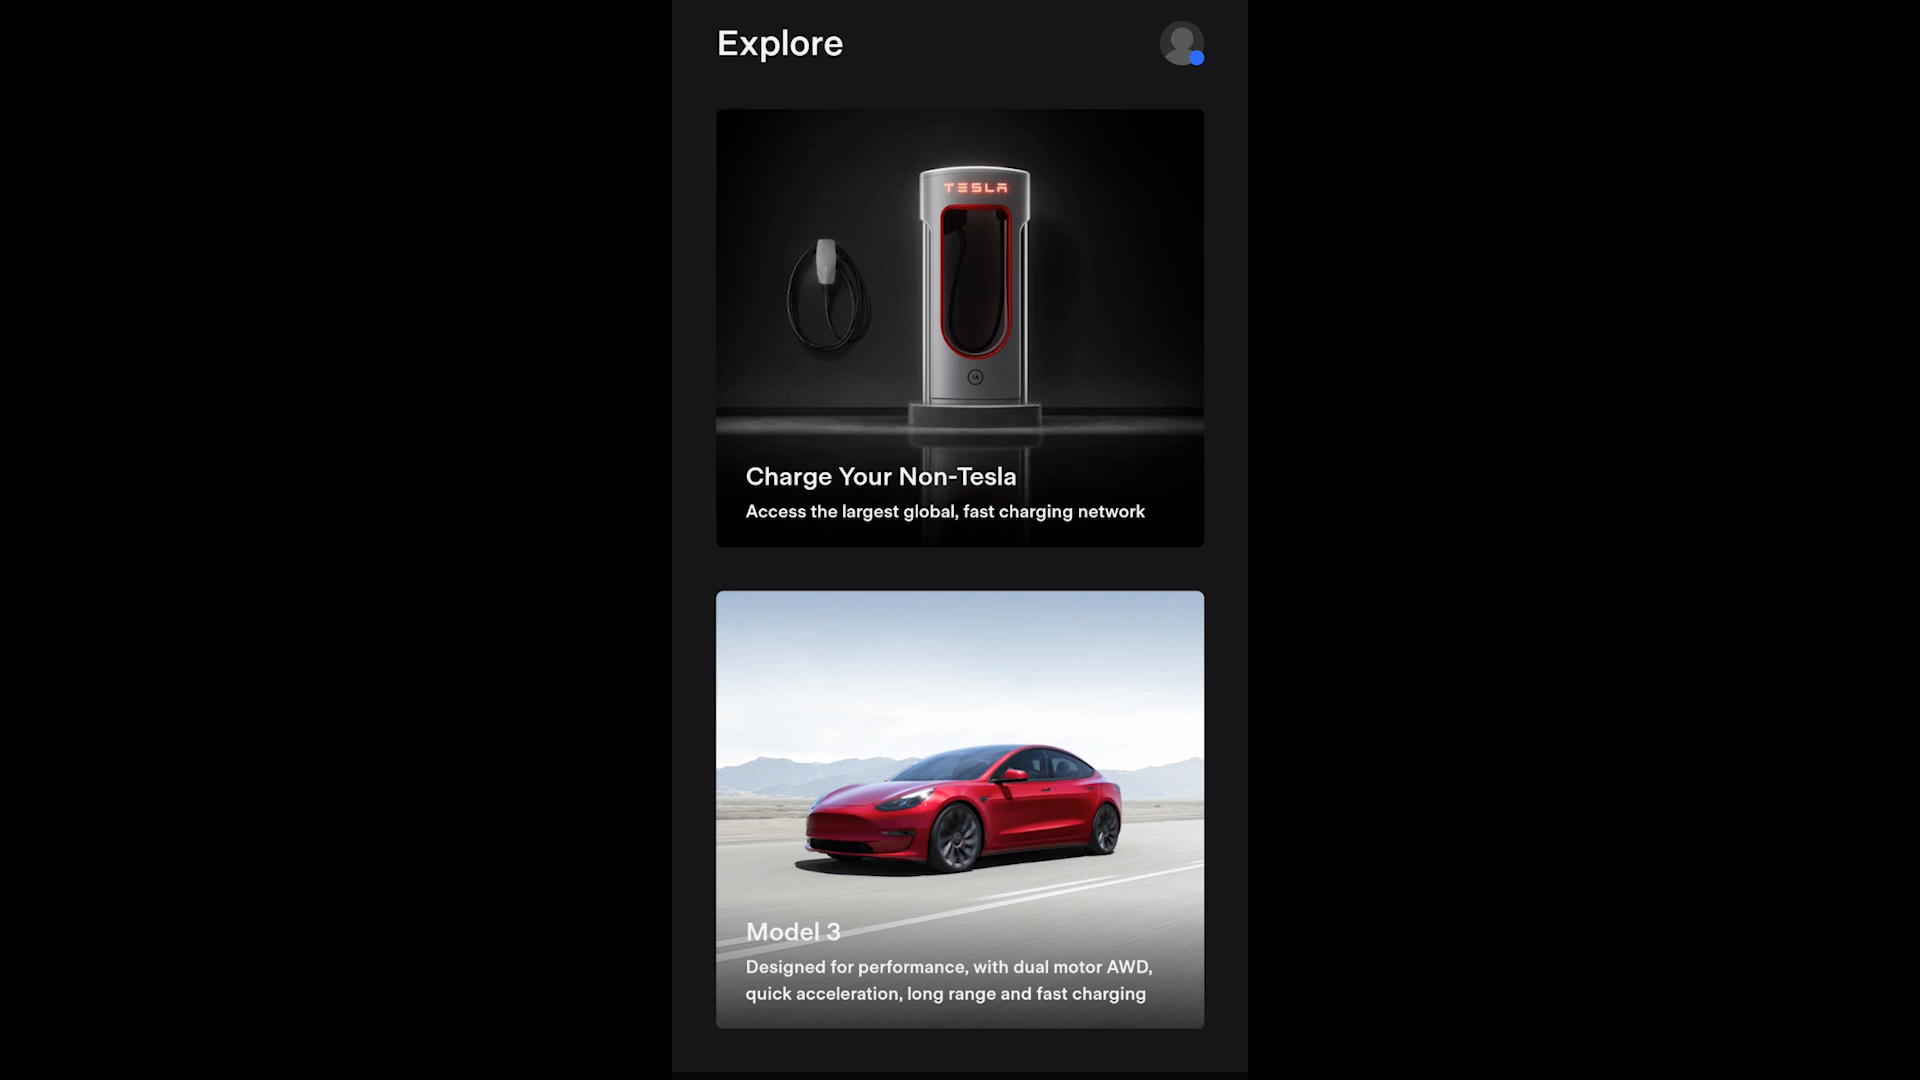 Explore
TESLA
Charge Your Non-Tesla
Access the largest global, fast charging network
Model 3
Designed for performance, with dual motor AWD,
quick acceleration, long range and fast charging